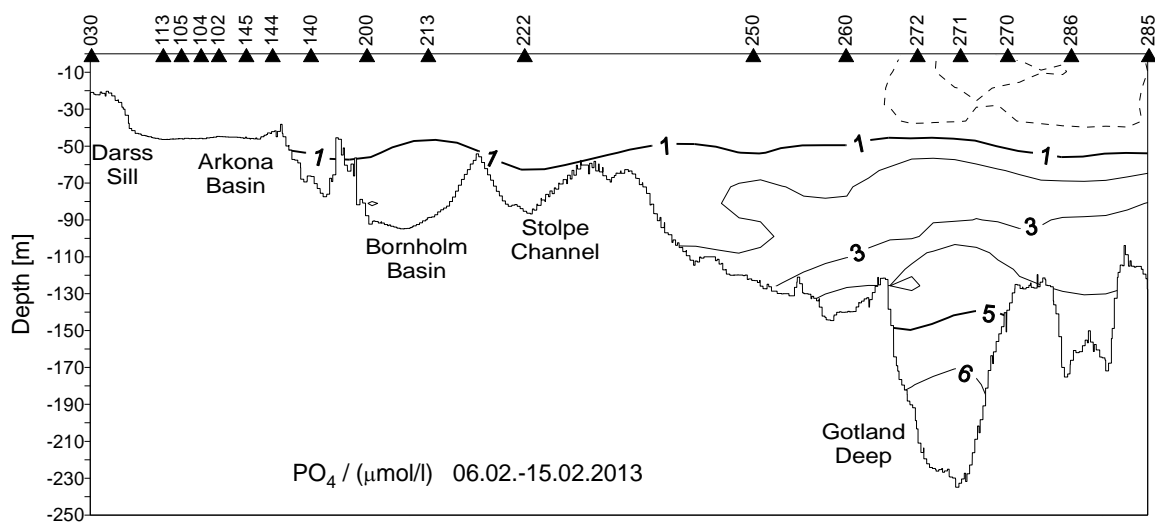 030 113 105 104 102 145 144 140 200 213 222 250 260 272 271 270 286 285
-10
-30
-50
-70
-90
-110
-130
-150
-170
-190
-210
-230
-250
Depth [m]
Darss
Sill
Arkona
Basin
Bornholm
Basin
Stolpe
Channel
Gotland
Deep
1 1 1 1 1
3 3
5
6
PO4 / (µmol/l) 06.02.-15.02.2013